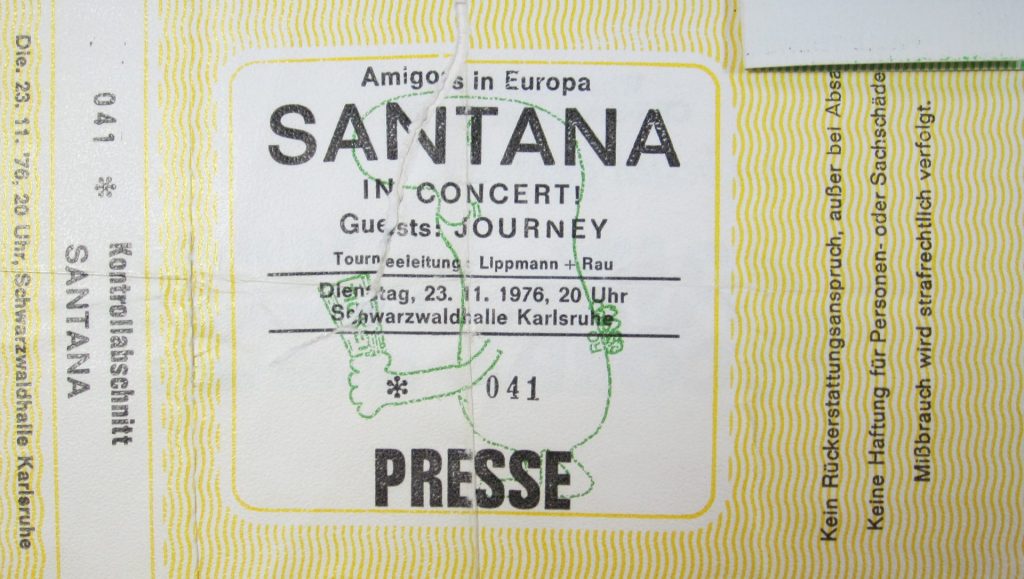 Die. 23. 11. '76, 20 Uhr, Schwarzwaldhalle Karlsruhe
041 *
Kontrollabschnitt
SANTANA
Amigos in Europa
SANTANA
IN CONCERT!
Guests: JOURNEY
Tourneeleitung: Lippmann + Rau
Dienstag, 23. 11. 1976, 20 Uhr
Schwarzwaldhalle Karlsruhe
* 041
PRESSE
Kein Rückerstattungsanspruch, außer bei
Keine Haftung für Personen- oder
Mißbrauch wird strafrechtlich verfolgt.